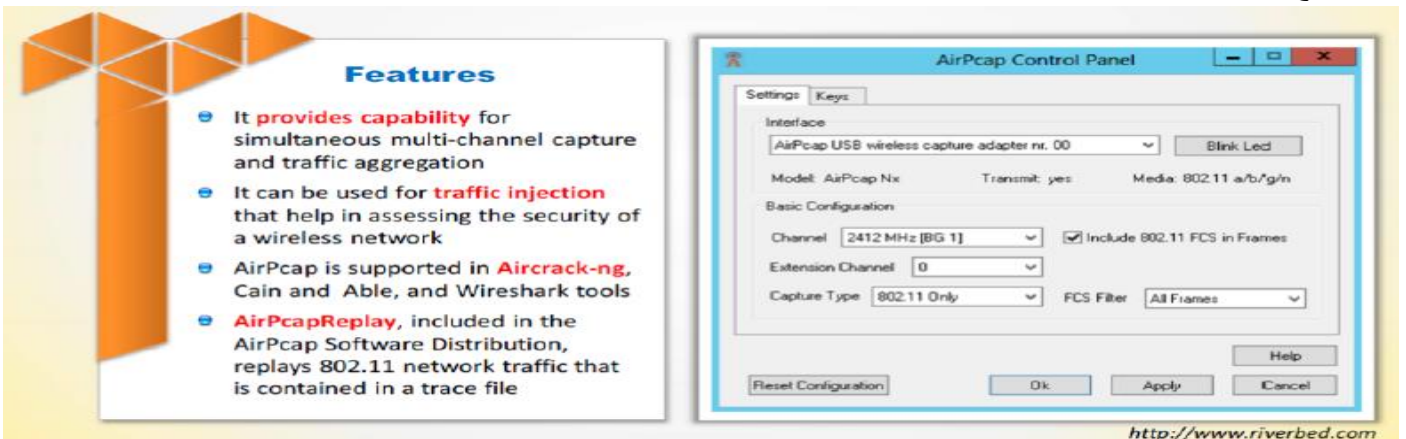 Features
It provides capability for
simultaneous multi-channel capture
and traffic aggregation
It can be used for traffic injection
that help in assessing the security of
a wireless network
AirPcap is supported in Aircrack-ng,
Cain and Able, and Wireshark tools
AirPcapReplay, included in the
AirPcap Software Distribution,
replays 802.11 network traffic that
is contained in a trace file
AirPcap Control Panel
Settings Keys
Interface
AirPcap USB wireless capture adapter nr. 00 Blink Led
Model: AirPcap Nx Transmit: yes Media: 802.11 a/b/g/n
Basic Configuration
Channel 2412 MHz [BG 1] Include 802.11 FCS in Frames
Extension Channel 0
Capture Type 802.11 Only FCS Filter All Frames
Help
Reset Configuration Ok Apply Cancel
http://www.riverbed.com